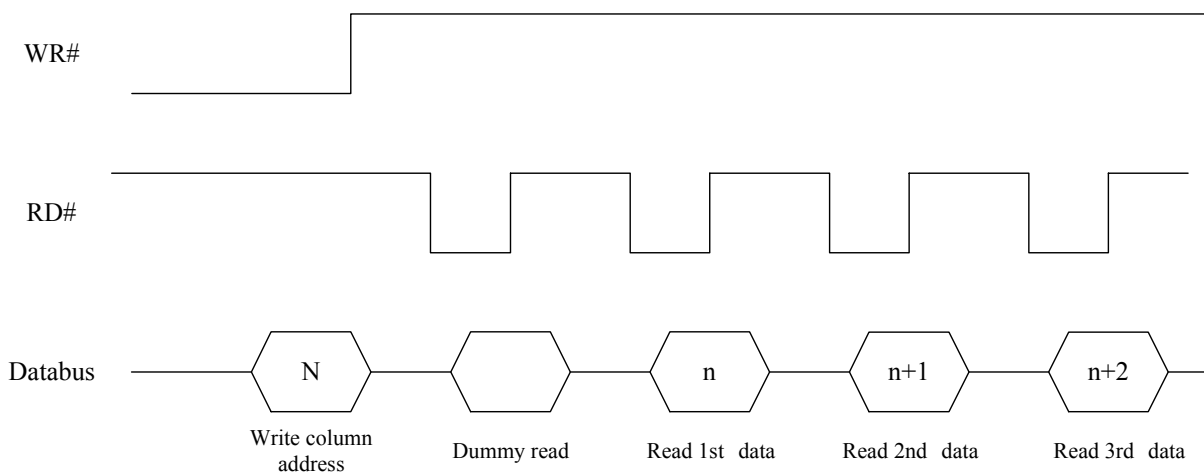 WR#
RD#
Databus
N
n
n+1
n+2
Write column
address
Dummy read
Read 1st data
Read 2nd data
Read 3rd data